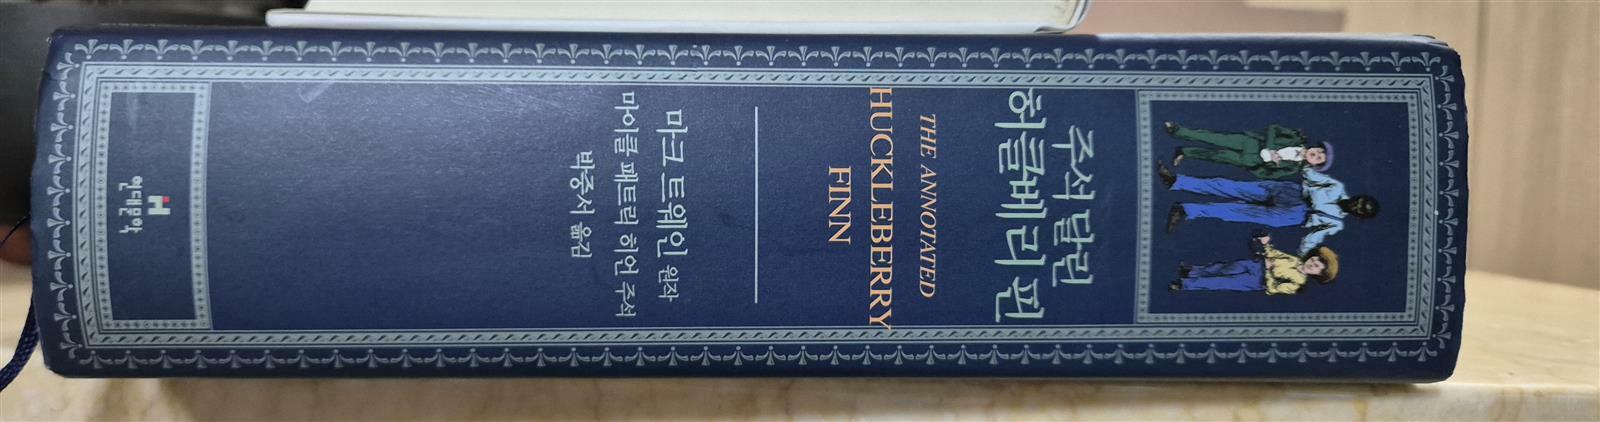 주석 달린
허클베리 핀
THE ANNOTATED
HUCKLEBERRY
FINN
마크 트웨인 원작
마이클 패트릭 히언 주석
박중서 옮김
H
현대문학